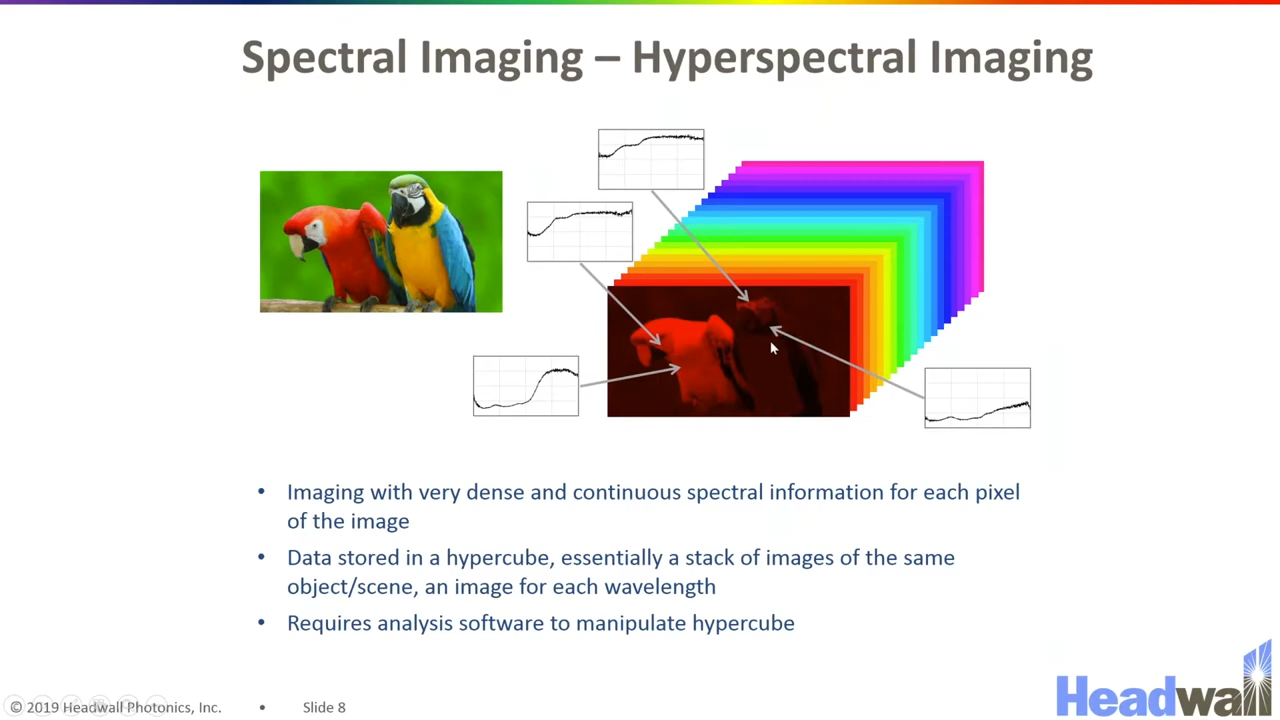 Spectral Imaging – Hyperspectral Imaging
• Imaging with very dense and continuous spectral information for each pixel
of the image
• Data stored in a hypercube, essentially a stack of images of the same
object/scene, an image for each wavelength
• Requires analysis software to manipulate hypercube
© 2019 Headwall Photonics, Inc. • Slide 8
Headwall